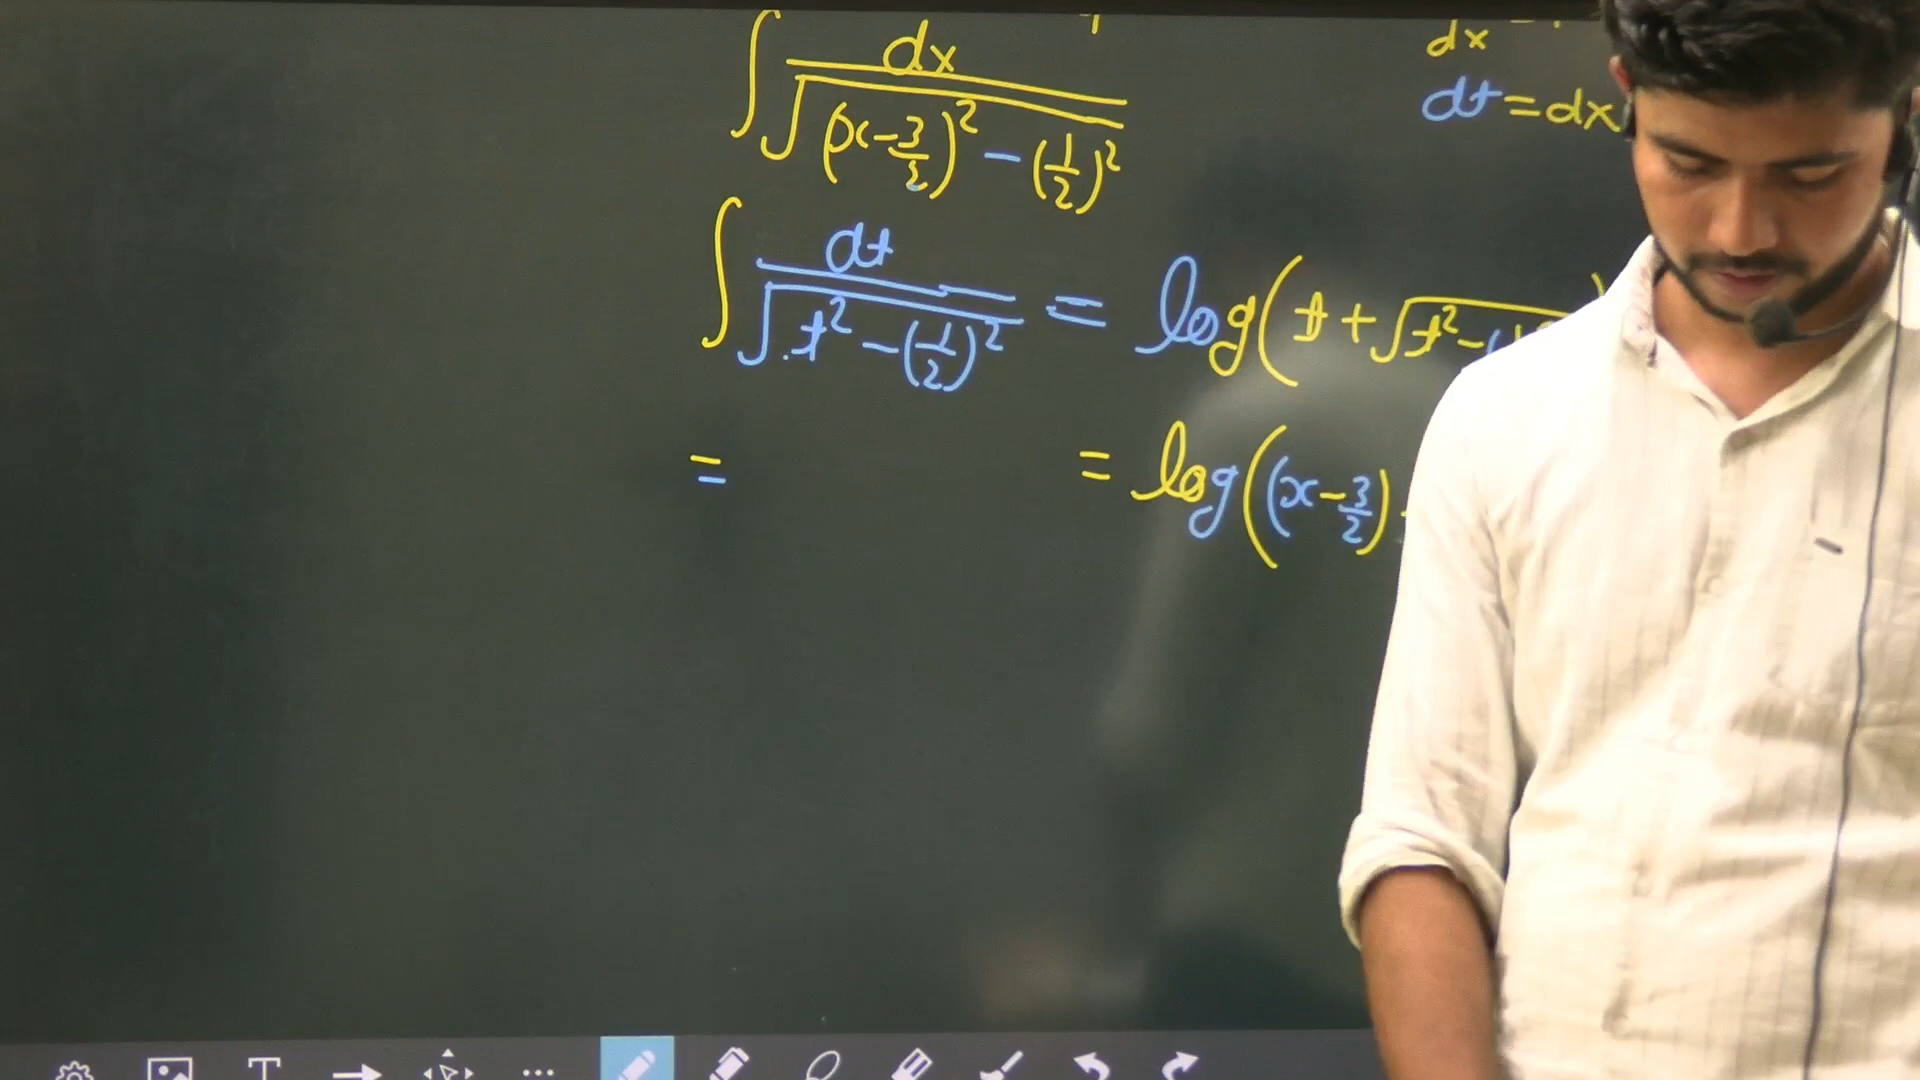 ∫ dx / √((x - 3/2)² - (1/2)²)
dx
dt = dx
∫ dt / √(t² - (1/2)²) = log(t + √(t² -
= = log((x - 3/2)
T